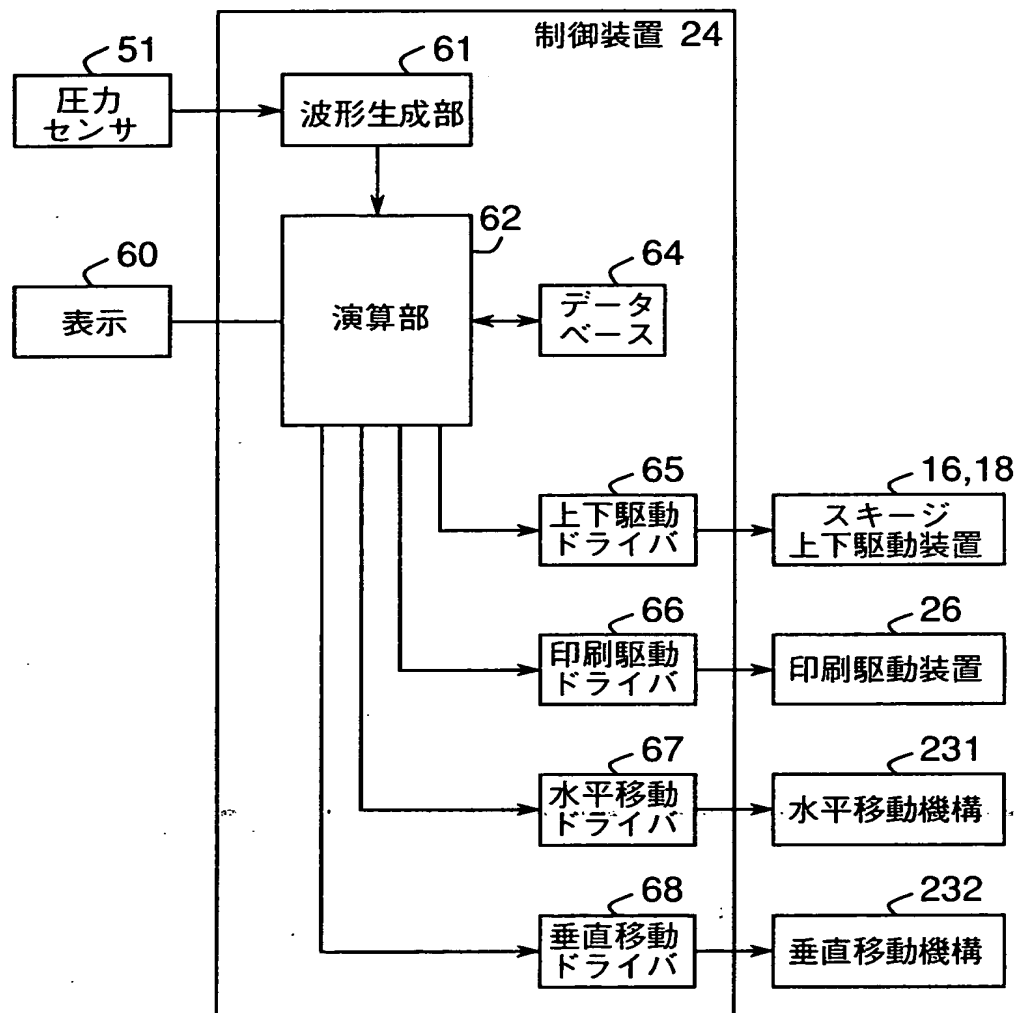 制御装置 24
51
圧力
センサ
61
波形生成部
60
表示
62
演算部
64
データ
ベース
65
上下駆動
ドライバ
16,18
スキージ
上下駆動装置
66
印刷駆動
ドライバ
26
印刷駆動装置
67
水平移動
ドライバ
231
水平移動機構
68
垂直移動
ドライバ
232
垂直移動機構